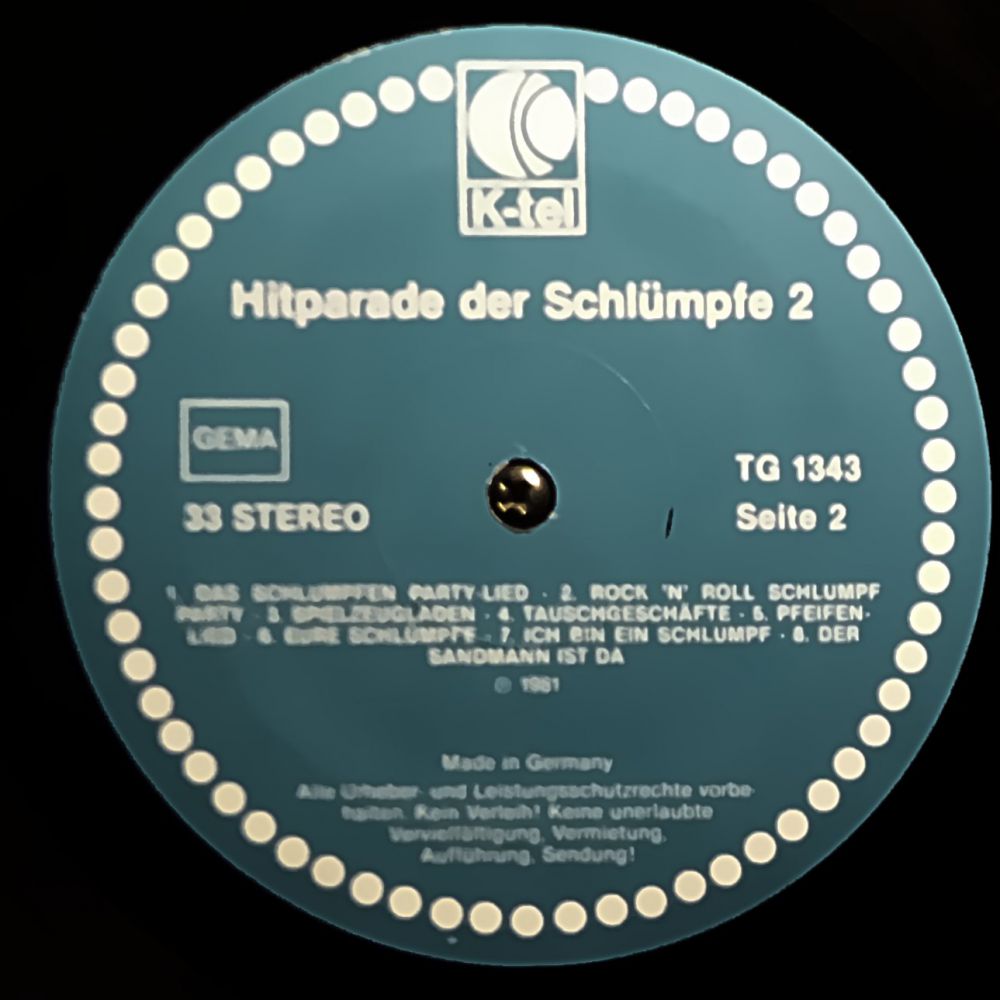 K-tel
Hitparade der Schlümpfe 2
GEMA
33 STEREO
TG 1343
Seite 2
1. DAS SCHLUMPFEN PARTY-LIED · 2. ROCK 'N' ROLL SCHLUMPF
PARTY · 3. SPIELZEUGLADEN · 4. TAUSCHGESCHÄFTE · 5. PFEIFEN-
LIED · 6. EURE SCHLÜMPFE · 7. ICH BIN EIN SCHLUMPF · 8. DER
SANDMANN IST DA
℗ 1981
Made in Germany
Alle Urheber- und Leistungsschutzrechte vorbe-
halten. Kein Verleih! Keine unerlaubte
Vervielfältigung, Vermietung,
Aufführung, Sendung!